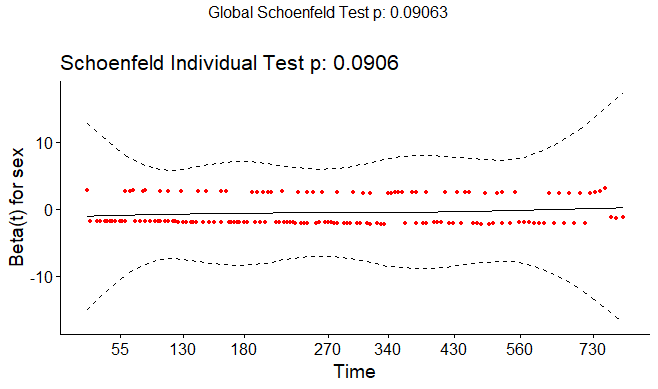 Global Schoenfeld Test p: 0.09063
Schoenfeld Individual Test p: 0.0906
Beta(t) for sex
10
0
-10
55 130 180 270 340 430 560 730
Time